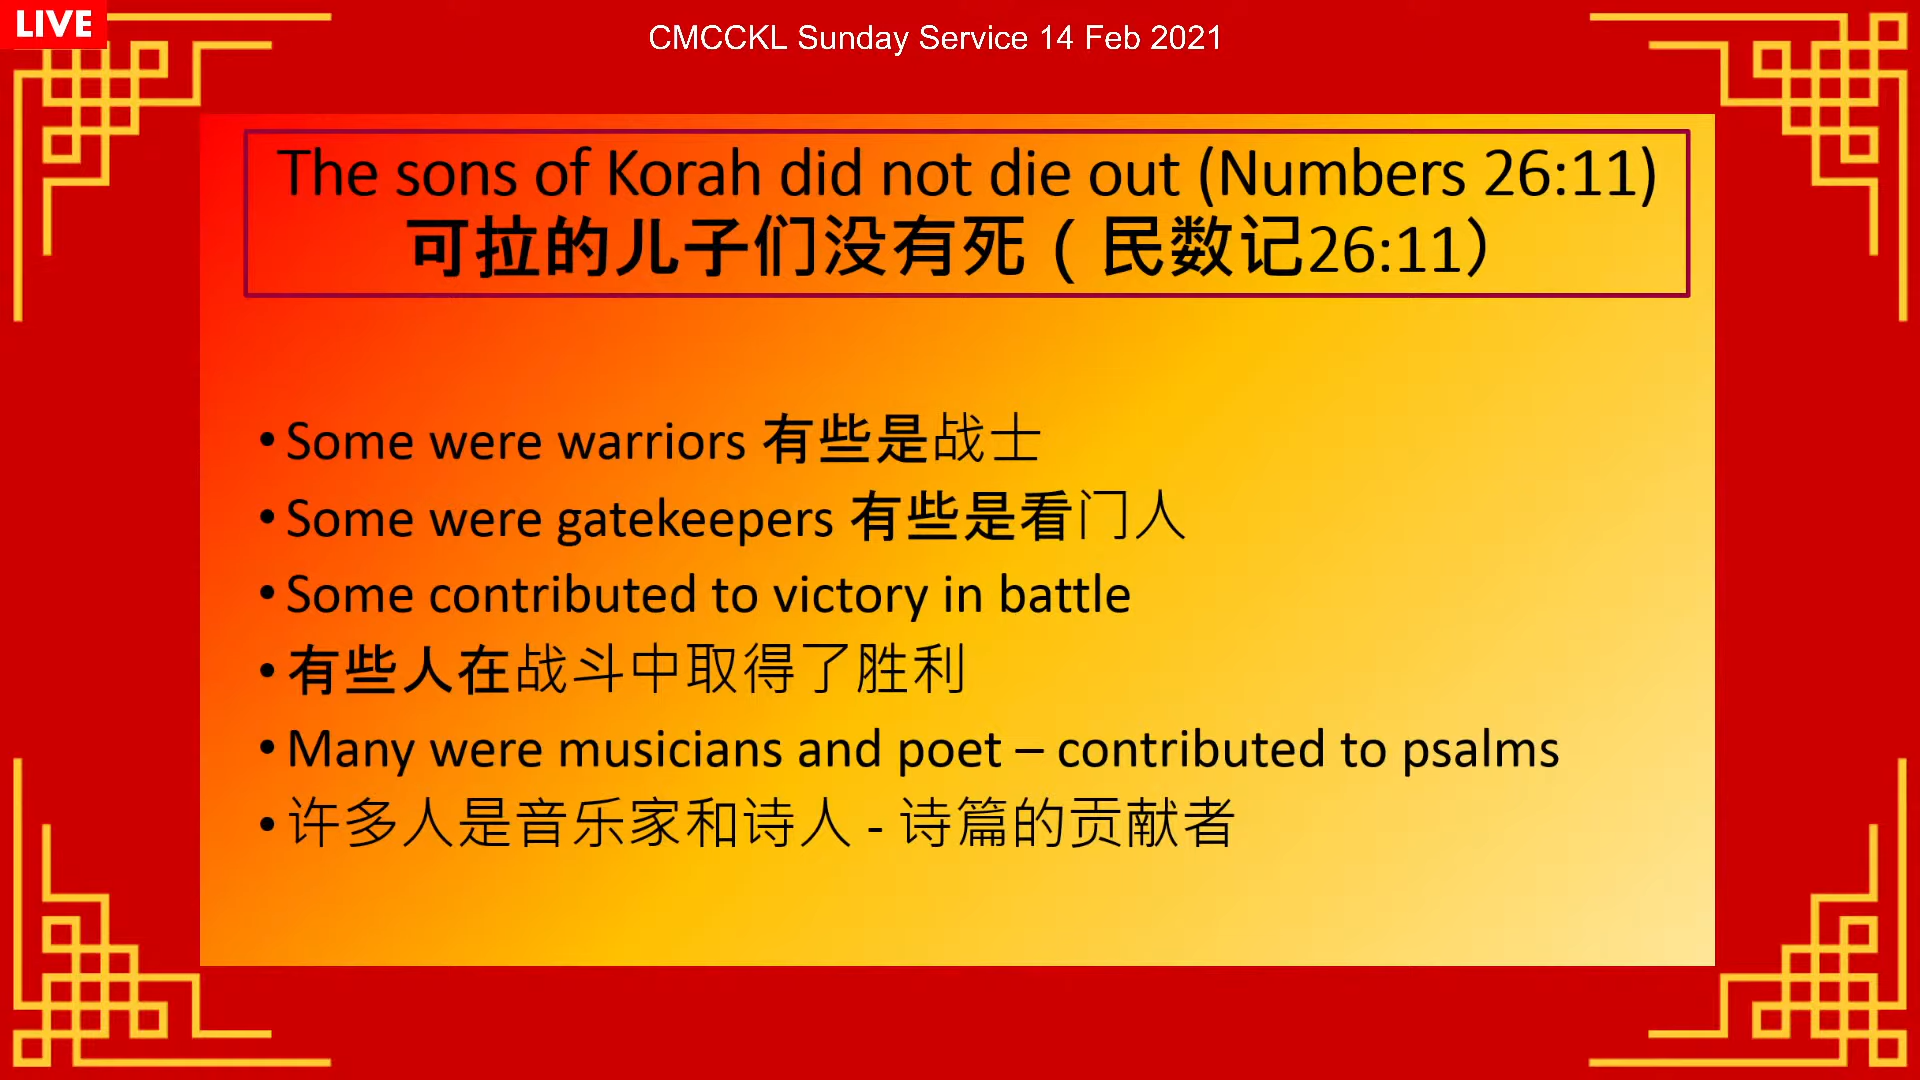 LIVE
CMCCKL Sunday Service 14 Feb 2021
The sons of Korah did not die out (Numbers 26:11)
可拉的儿子们没有死（民数记26:11）
• Some were warriors 有些是战士
• Some were gatekeepers 有些是看门人
• Some contributed to victory in battle
• 有些人在战斗中取得了胜利
• Many were musicians and poet – contributed to psalms
• 许多人是音乐家和诗人 - 诗篇的贡献者